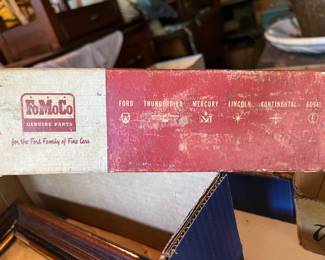 FoMoCo
GENUINE PARTS
for the Ford Family of Fine Cars
FORD THUNDERBIRD MERCURY LINCOLN CONTINENTAL EDSEL